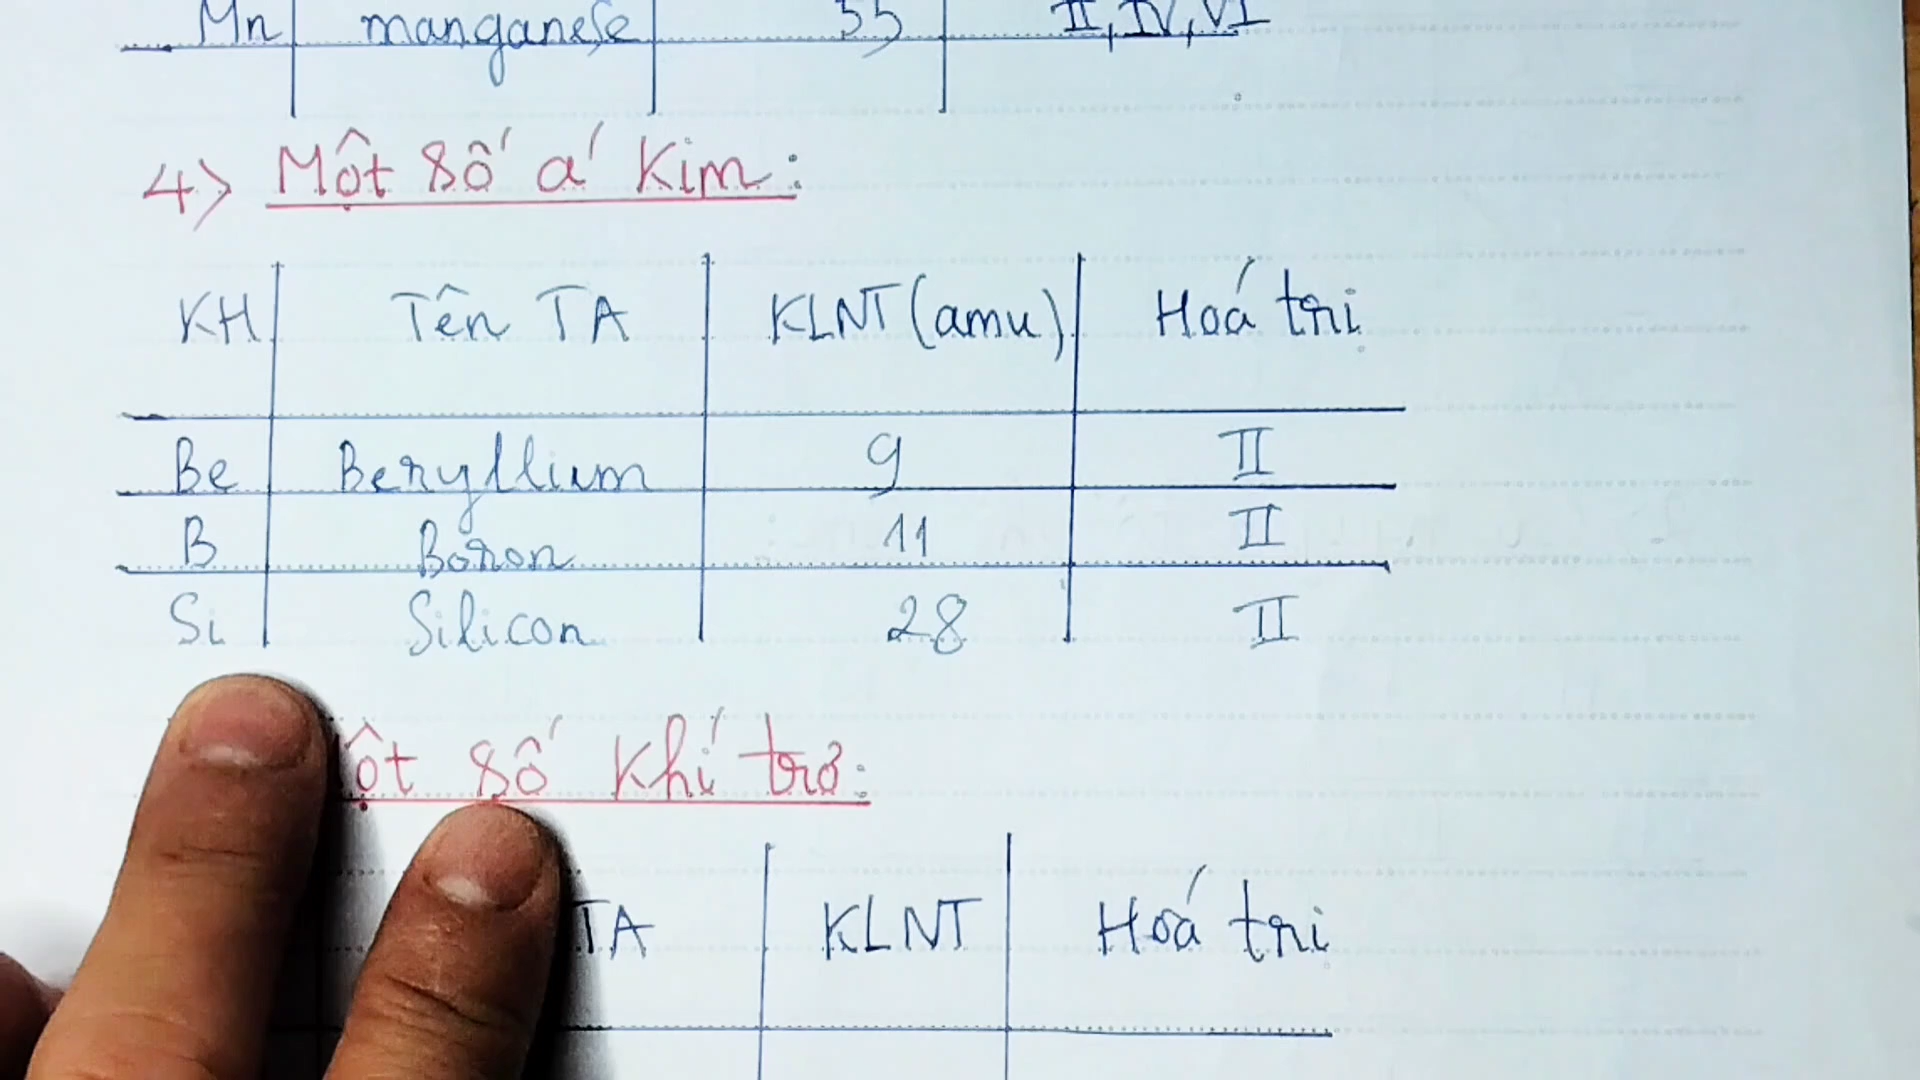 Mn manganese 55 II, IV, VI
4> Một số á kim:
KH Tên TA KLNT (amu) Hoá trị
Be Beryllium 9 II
B Boron 11 II
Si Silicon 28 II
ột số khí trơ:
TA KLNT Hoá trị